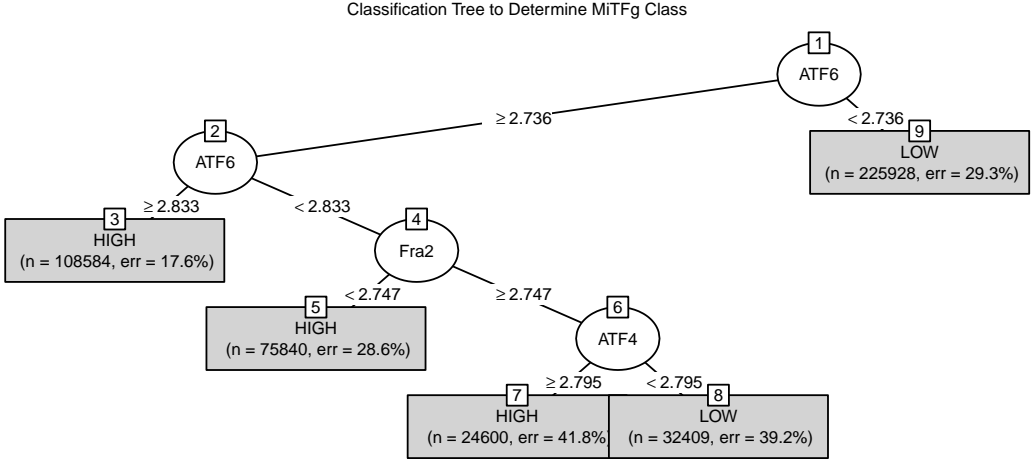 Classification Tree to Determine MiTFg Class
1
ATF6
≥ 2.736
< 2.736
2
ATF6
9
LOW
(n = 225928, err = 29.3%)
≥ 2.833
< 2.833
3
HIGH
(n = 108584, err = 17.6%)
4
Fra2
< 2.747
≥ 2.747
5
HIGH
(n = 75840, err = 28.6%)
6
ATF4
≥ 2.795
< 2.795
7
HIGH
(n = 24600, err = 41.8%
8
LOW
(n = 32409, err = 39.2%)